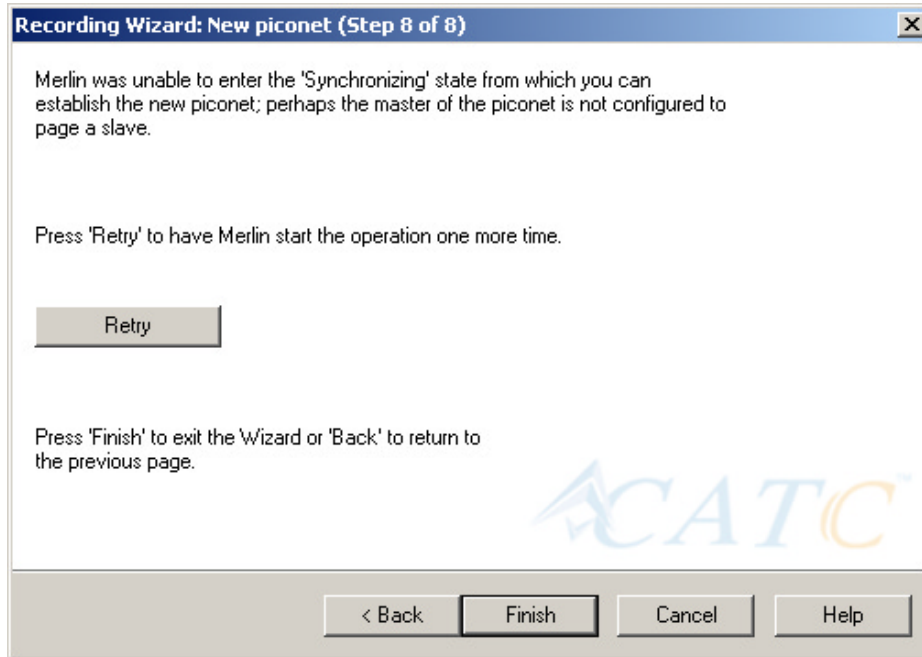 Recording Wizard: New piconet (Step 8 of 8)
Merlin was unable to enter the 'Synchronizing' state from which you can
establish the new piconet; perhaps the master of the piconet is not configured to
page a slave.
Press 'Retry' to have Merlin start the operation one more time.
Retry
Press 'Finish' to exit the Wizard or 'Back' to return to
the previous page.
CATC™
< Back Finish Cancel Help